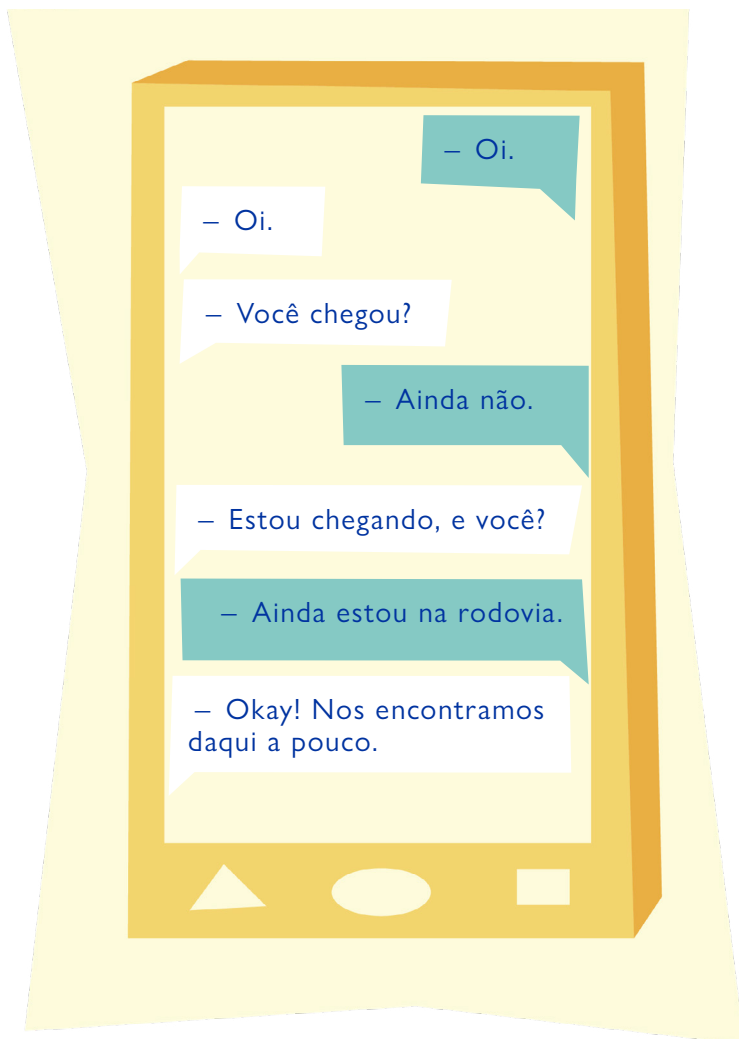 – Oi.
– Oi.
– Você chegou?
– Ainda não.
– Estou chegando, e você?
– Ainda estou na rodovia.
– Okay! Nos encontramos
daqui a pouco.